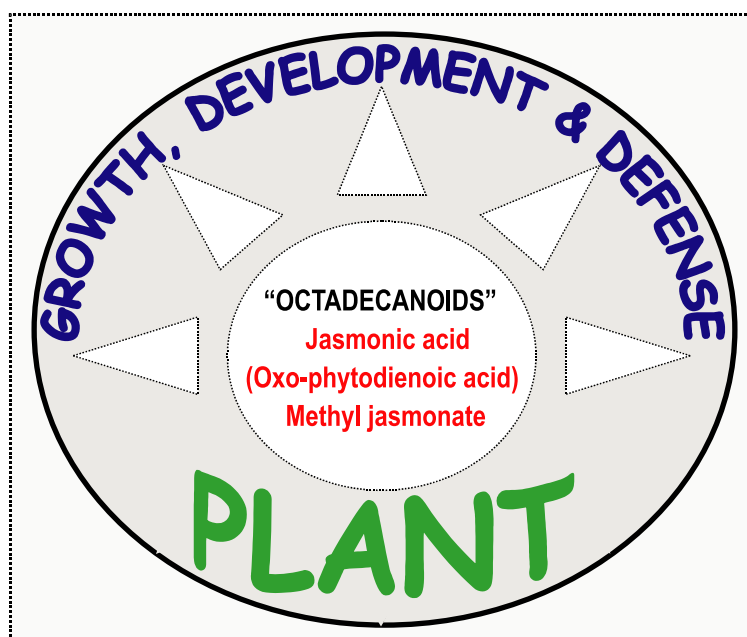 GROWTH, DEVELOPMENT & DEFENSE
“OCTADECANOIDS”
Jasmonic acid
(Oxo-phytodienoic acid)
Methyl jasmonate
PLANT